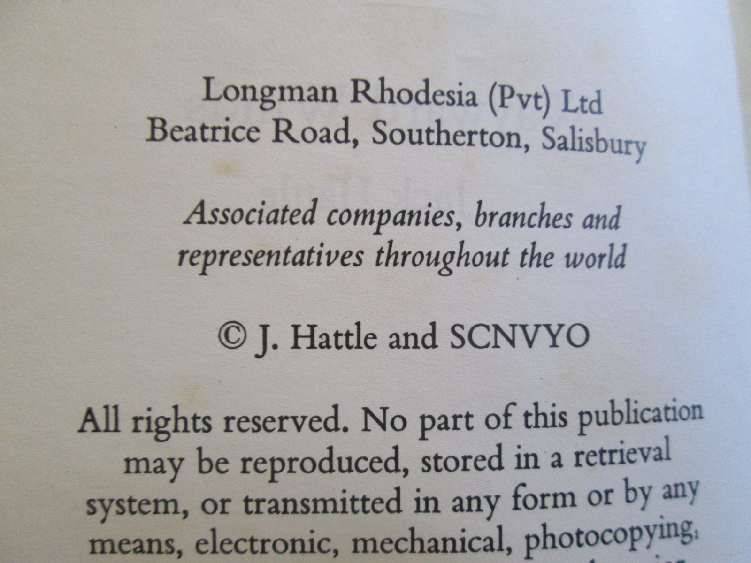 Longman Rhodesia (Pvt) Ltd
Beatrice Road, Southerton, Salisbury
Associated companies, branches and
representatives throughout the world
© J. Hattle and SCNVYO
All rights reserved. No part of this publication
may be reproduced, stored in a retrieval
system, or transmitted in any form or by any
means, electronic, mechanical, photocopying,